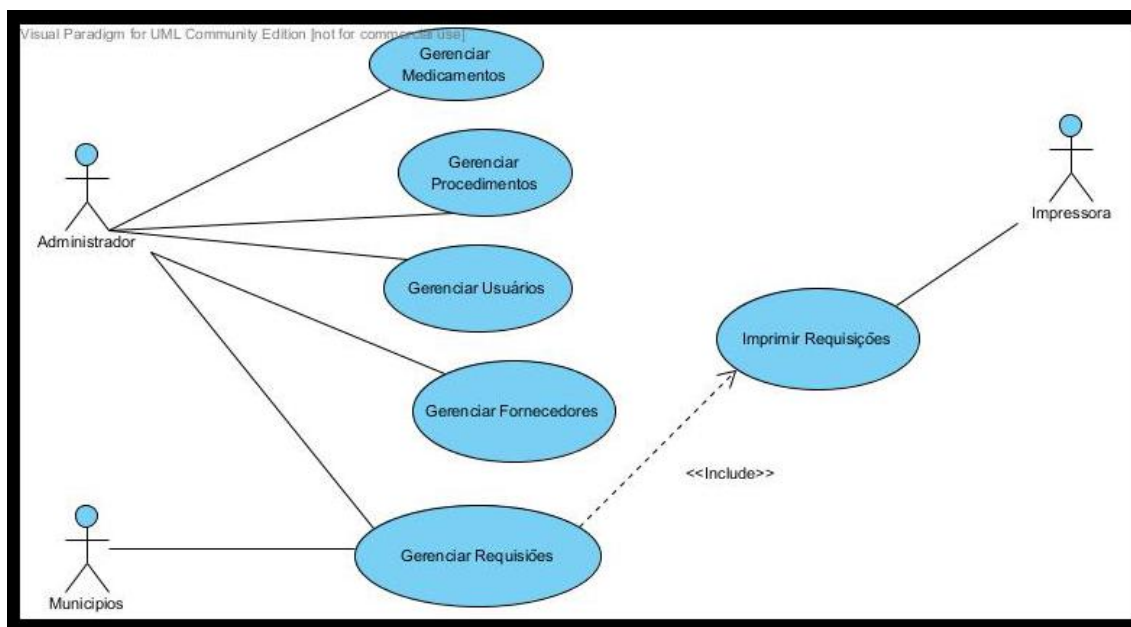 Visual Paradigm for UML Community Edition [not for commercial use]
Gerenciar
Medicamentos
Gerenciar
Procedimentos
Administrador
Impressora
Gerenciar Usuários
Imprimir Requisições
Gerenciar Fornecedores
<<Include>>
Gerenciar Requisiões
Municipios